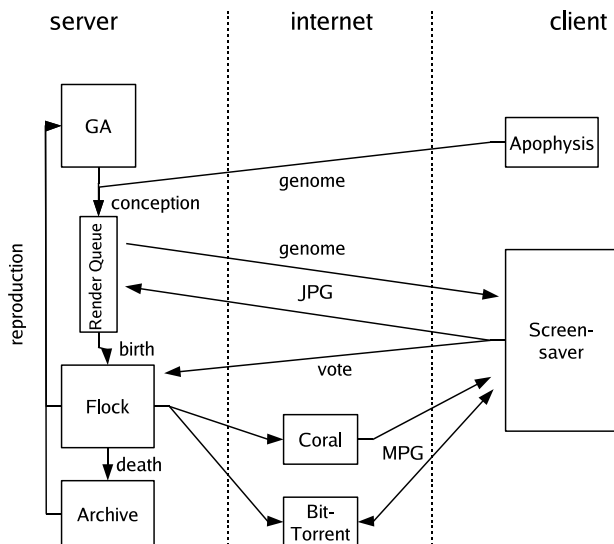 server
internet
client
GA
Apophysis
genome
conception
Render Queue
genome
JPG
reproduction
Screen-
saver
birth
vote
Flock
Coral
MPG
death
Archive
Bit-
Torrent